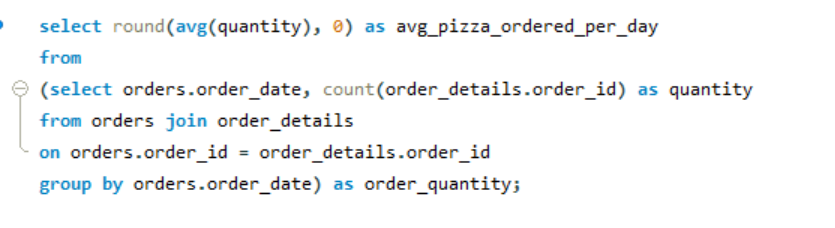 select round(avg(quantity), 0) as avg_pizza_ordered_per_day
from
(select orders.order_date, count(order_details.order_id) as quantity
from orders join order_details
on orders.order_id = order_details.order_id
group by orders.order_date) as order_quantity;